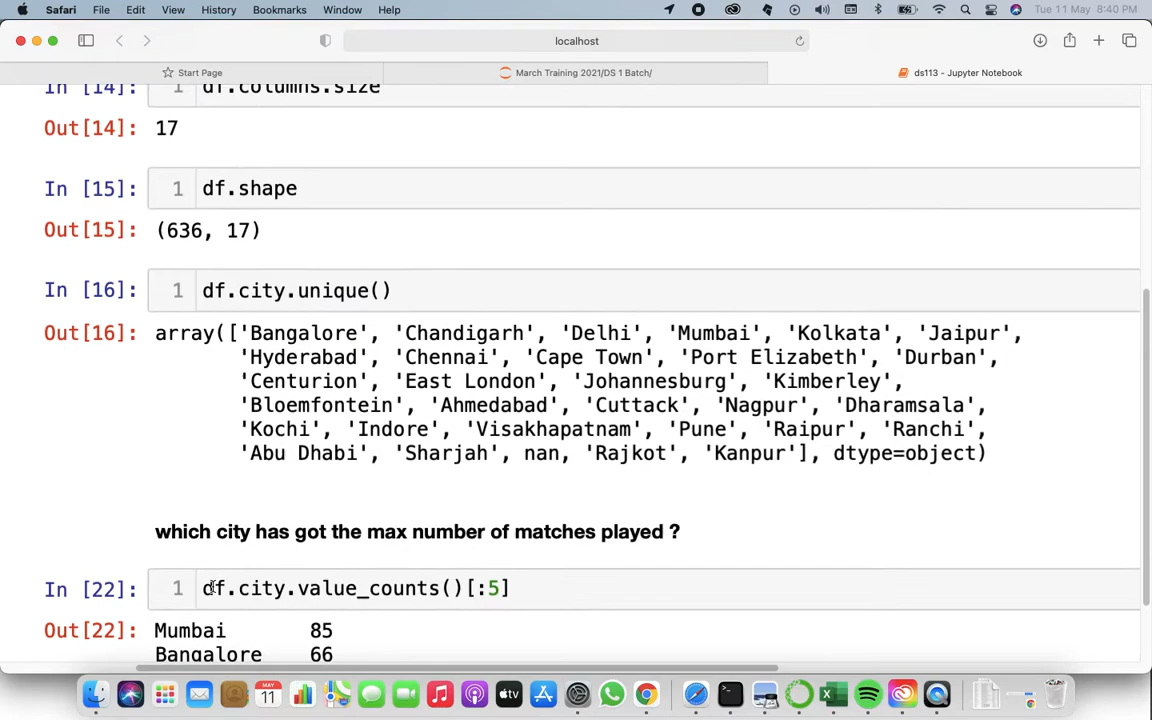 Safari File Edit View History Bookmarks Window Help Tue 11 May 8:40 PM
localhost
Start Page March Training 2021/DS 1 Batch/ ds113 - Jupyter Notebook
In [14]: 1 df.columns.size
Out[14]: 17
In [15]: 1 df.shape
Out[15]: (636, 17)
In [16]: 1 df.city.unique()
Out[16]: array(['Bangalore', 'Chandigarh', 'Delhi', 'Mumbai', 'Kolkata', 'Jaipur',
'Hyderabad', 'Chennai', 'Cape Town', 'Port Elizabeth', 'Durban',
'Centurion', 'East London', 'Johannesburg', 'Kimberley',
'Bloemfontein', 'Ahmedabad', 'Cuttack', 'Nagpur', 'Dharamsala',
'Kochi', 'Indore', 'Visakhapatnam', 'Pune', 'Raipur', 'Ranchi',
'Abu Dhabi', 'Sharjah', nan, 'Rajkot', 'Kanpur'], dtype=object)
which city has got the max number of matches played ?
In [22]: 1 df.city.value_counts()[:5]
Out[22]: Mumbai 85
Bangalore 66
MAY
11
tv